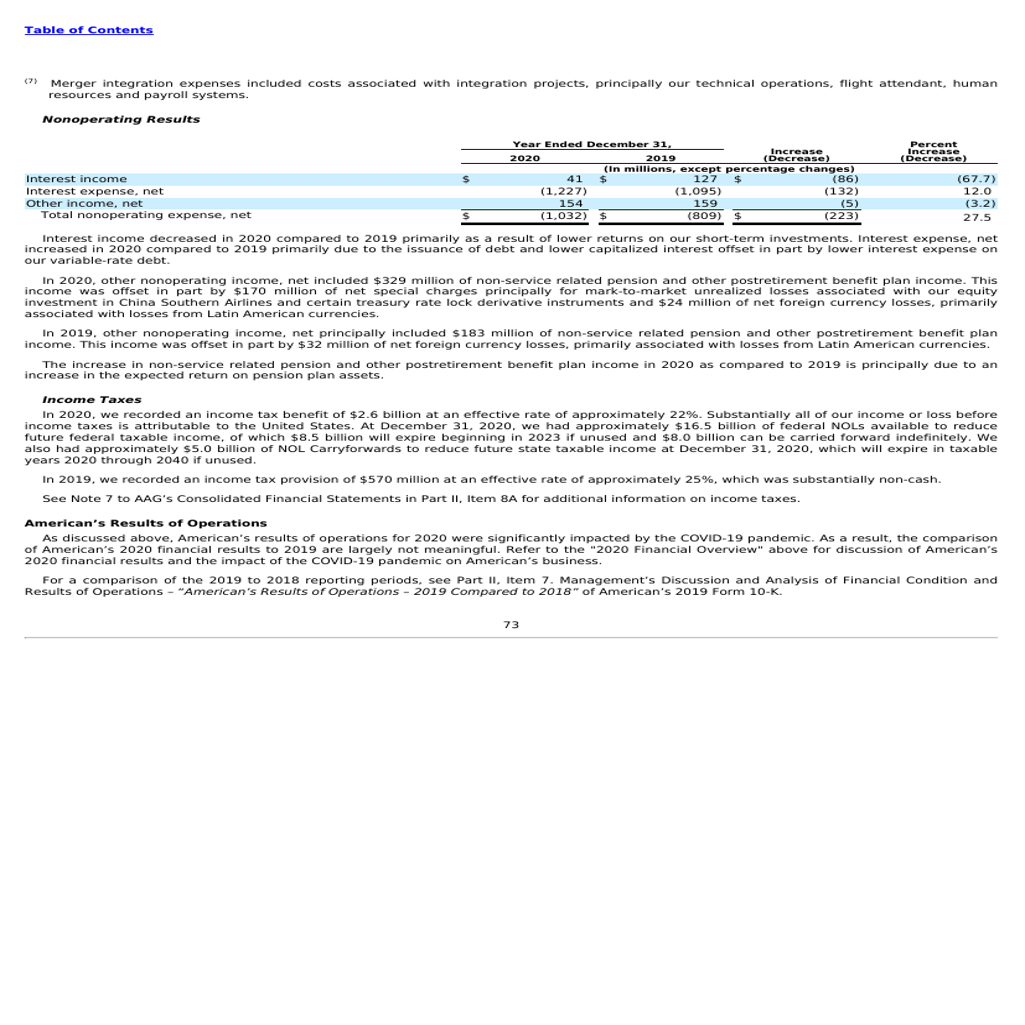 Table of Contents
(7) Merger integration expenses included costs associated with integration projects, principally our technical operations, flight attendant, human
resources and payroll systems.
Nonoperating Results
Year Ended December 31, Increase (Decrease) Percent Increase (Decrease)
2020 2019
(In millions, except percentage changes)
Interest income $ 41 $ 127 $ (86) (67.7)
Interest expense, net (1,227) (1,095) (132) 12.0
Other income, net 154 159 (5) (3.2)
Total nonoperating expense, net $ (1,032) $ (809) $ (223) 27.5
Interest income decreased in 2020 compared to 2019 primarily as a result of lower returns on our short-term investments. Interest expense, net
increased in 2020 compared to 2019 primarily due to the issuance of debt and lower capitalized interest offset in part by lower interest expense on
our variable-rate debt.
In 2020, other nonoperating income, net included $329 million of non-service related pension and other postretirement benefit plan income. This
income was offset in part by $170 million of net special charges principally for mark-to-market unrealized losses associated with our equity
investment in China Southern Airlines and certain treasury rate lock derivative instruments and $24 million of net foreign currency losses, primarily
associated with losses from Latin American currencies.
In 2019, other nonoperating income, net principally included $183 million of non-service related pension and other postretirement benefit plan
income. This income was offset in part by $32 million of net foreign currency losses, primarily associated with losses from Latin American currencies.
The increase in non-service related pension and other postretirement benefit plan income in 2020 as compared to 2019 is principally due to an
increase in the expected return on pension plan assets.
Income Taxes
In 2020, we recorded an income tax benefit of $2.6 billion at an effective rate of approximately 22%. Substantially all of our income or loss before
income taxes is attributable to the United States. At December 31, 2020, we had approximately $16.5 billion of federal NOLs available to reduce
future federal taxable income, of which $8.5 billion will expire beginning in 2023 if unused and $8.0 billion can be carried forward indefinitely. We
also had approximately $5.0 billion of NOL Carryforwards to reduce future state taxable income at December 31, 2020, which will expire in taxable
years 2020 through 2040 if unused.
In 2019, we recorded an income tax provision of $570 million at an effective rate of approximately 25%, which was substantially non-cash.
See Note 7 to AAG’s Consolidated Financial Statements in Part II, Item 8A for additional information on income taxes.
American’s Results of Operations
As discussed above, American’s results of operations for 2020 were significantly impacted by the COVID-19 pandemic. As a result, the comparison
of American’s 2020 financial results to 2019 are largely not meaningful. Refer to the "2020 Financial Overview" above for discussion of American’s
2020 financial results and the impact of the COVID-19 pandemic on American’s business.
For a comparison of the 2019 to 2018 reporting periods, see Part II, Item 7. Management’s Discussion and Analysis of Financial Condition and
Results of Operations – “American’s Results of Operations – 2019 Compared to 2018” of American’s 2019 Form 10-K.
73